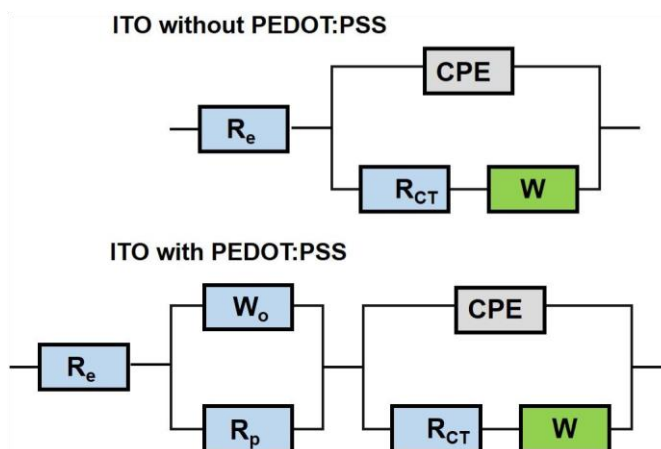 ITO without PEDOT:PSS
CPE
Re
RCT
W
ITO with PEDOT:PSS
Wo
CPE
Re
Rp
RCT
W